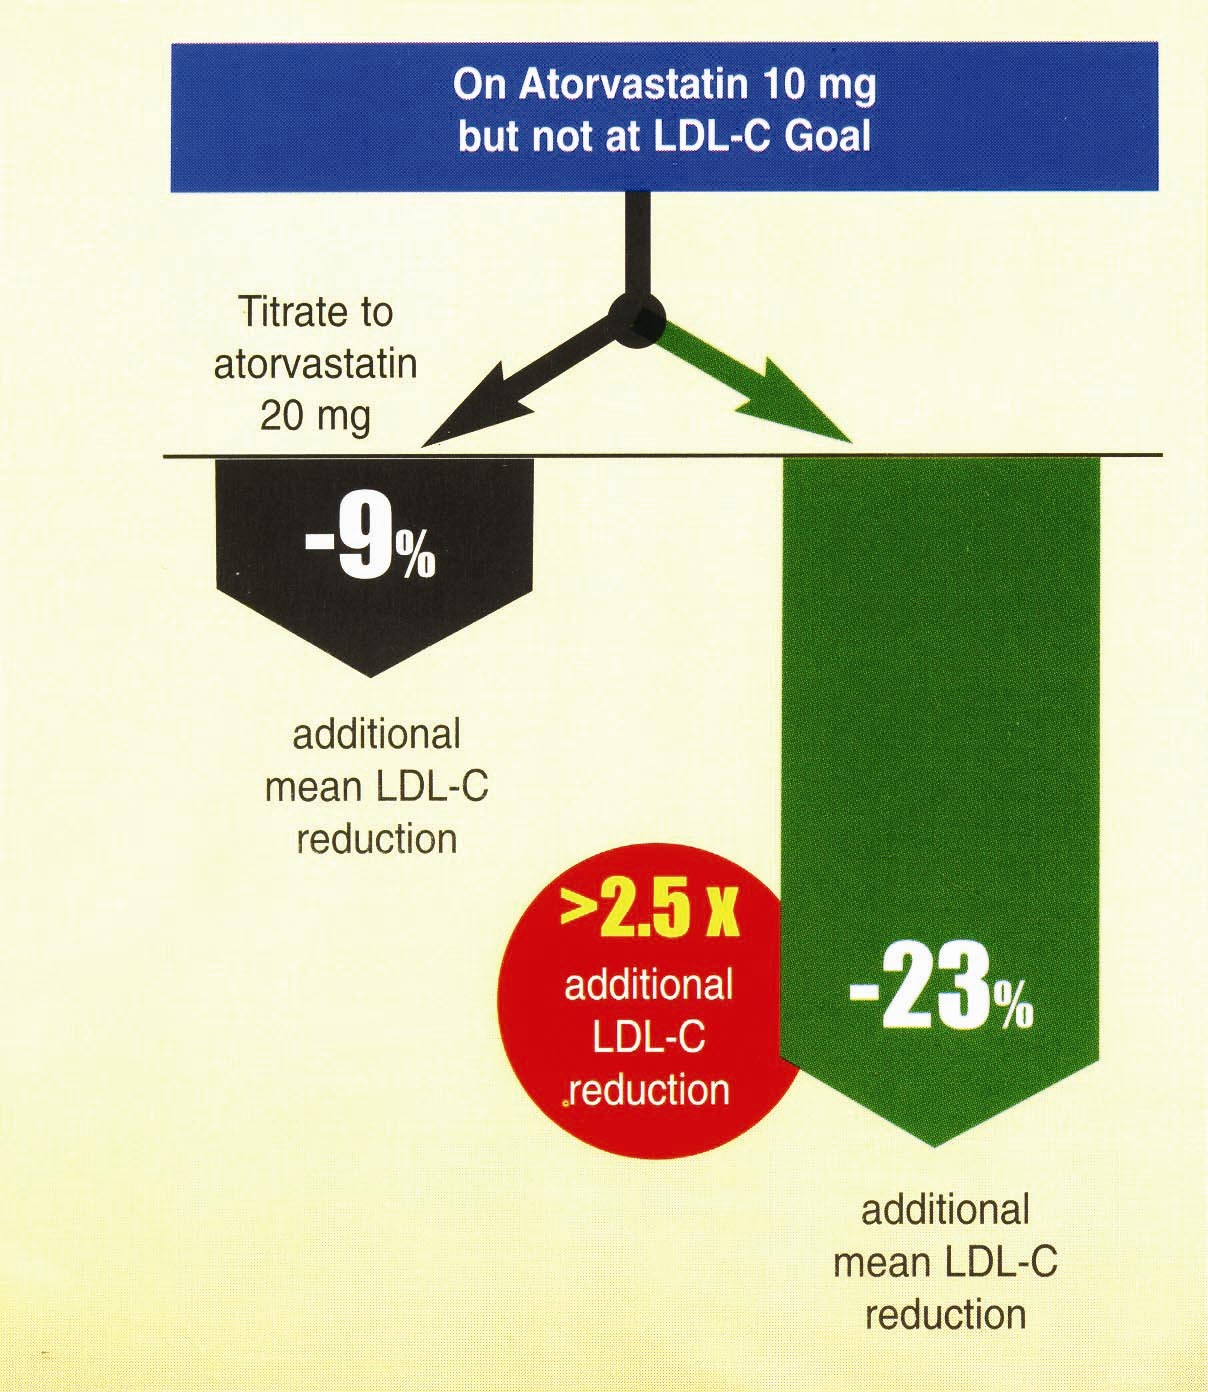 On Atorvastatin 10 mg
but not at LDL-C Goal
Titrate to
atorvastatin
20 mg
-9%
additional
mean LDL-C
reduction
>2.5 x
additional
LDL-C
reduction
-23%
additional
mean LDL-C
reduction